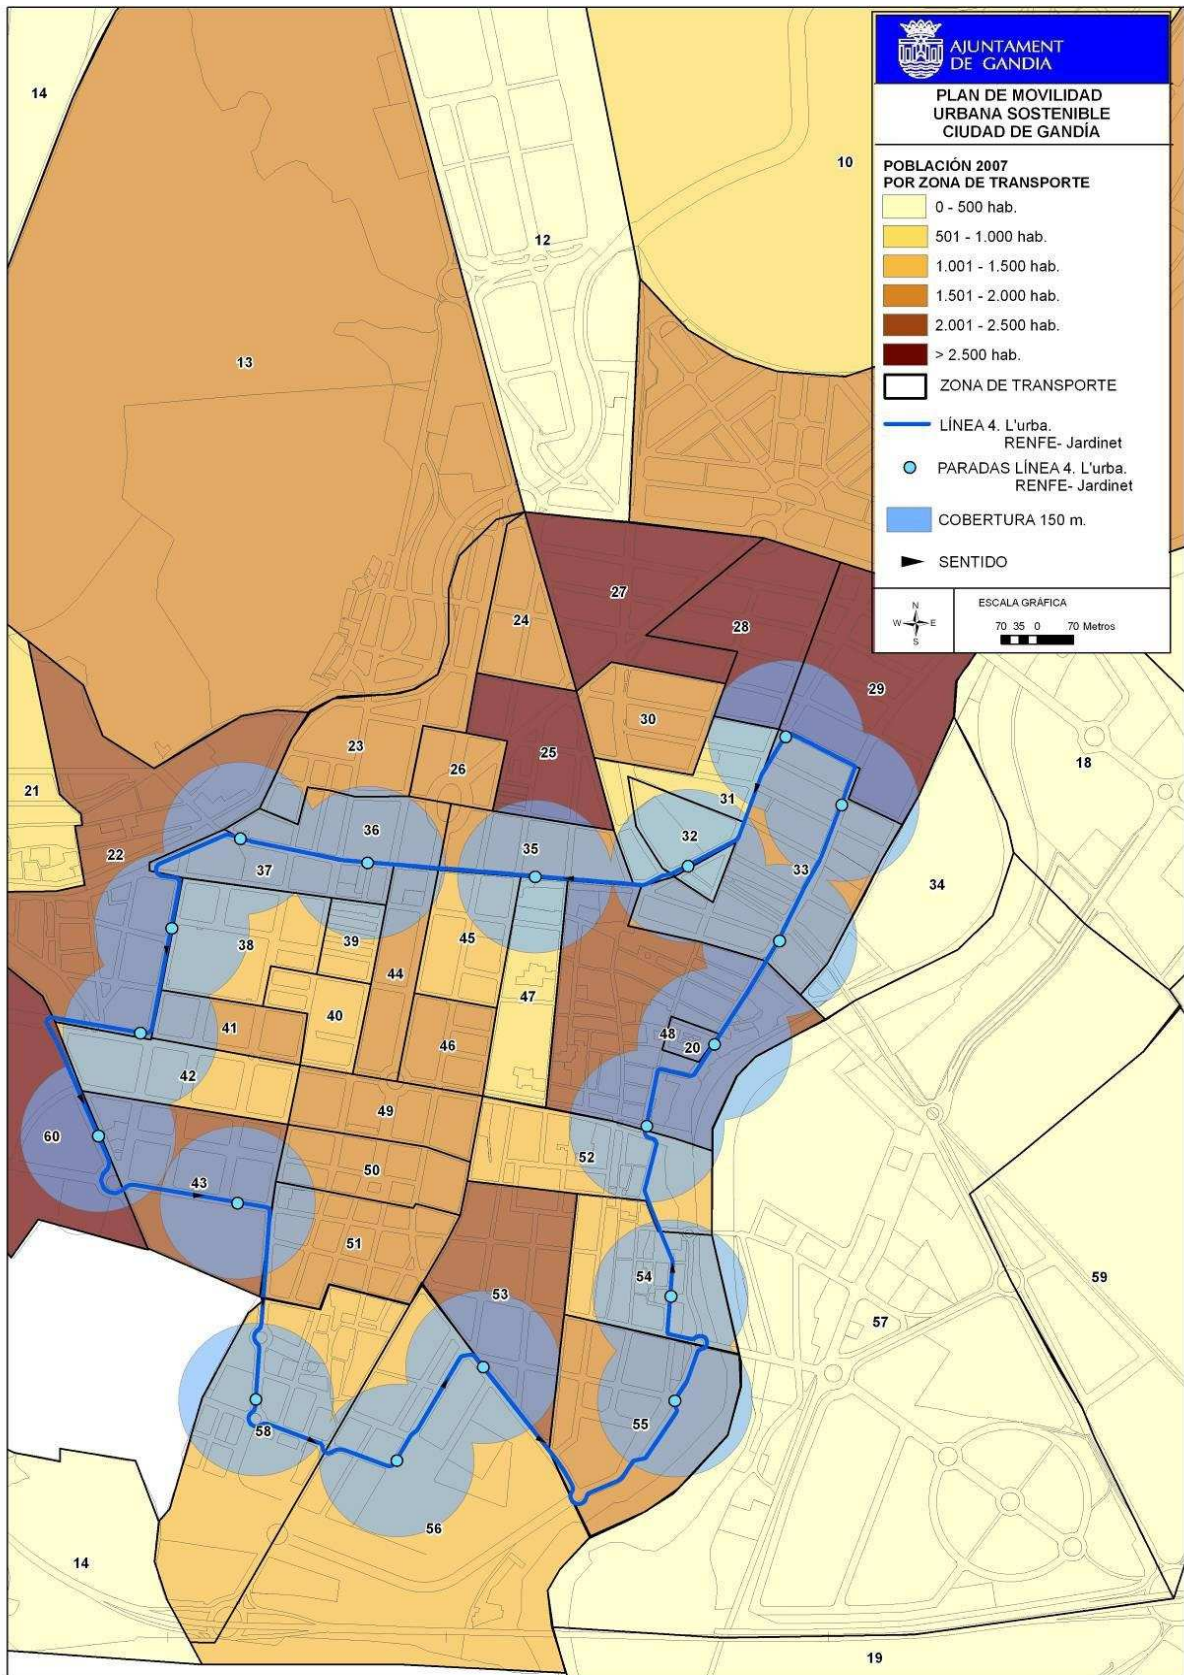 AJUNTAMENT
DE GANDIA
PLAN DE MOVILIDAD
URBANA SOSTENIBLE
CIUDAD DE GANDÍA
POBLACIÓN 2007
POR ZONA DE TRANSPORTE
0 - 500 hab.
501 - 1.000 hab.
1.001 - 1.500 hab.
1.501 - 2.000 hab.
2.001 - 2.500 hab.
> 2.500 hab.
ZONA DE TRANSPORTE
LÍNEA 4. L'urba.
RENFE- Jardinet
PARADAS LÍNEA 4. L'urba.
RENFE- Jardinet
COBERTURA 150 m.
SENTIDO
N
W E
S
ESCALA GRÁFICA
70 35 0 70 Metros
14
10
12
13
27
24
28
29
30
23
25
26
18
21
31
22
36
35
32
37
33
34
38
39
45
44
47
40
41
46
48
20
42
49
60
50
52
43
51
54
53
59
57
55
58
56
14
19